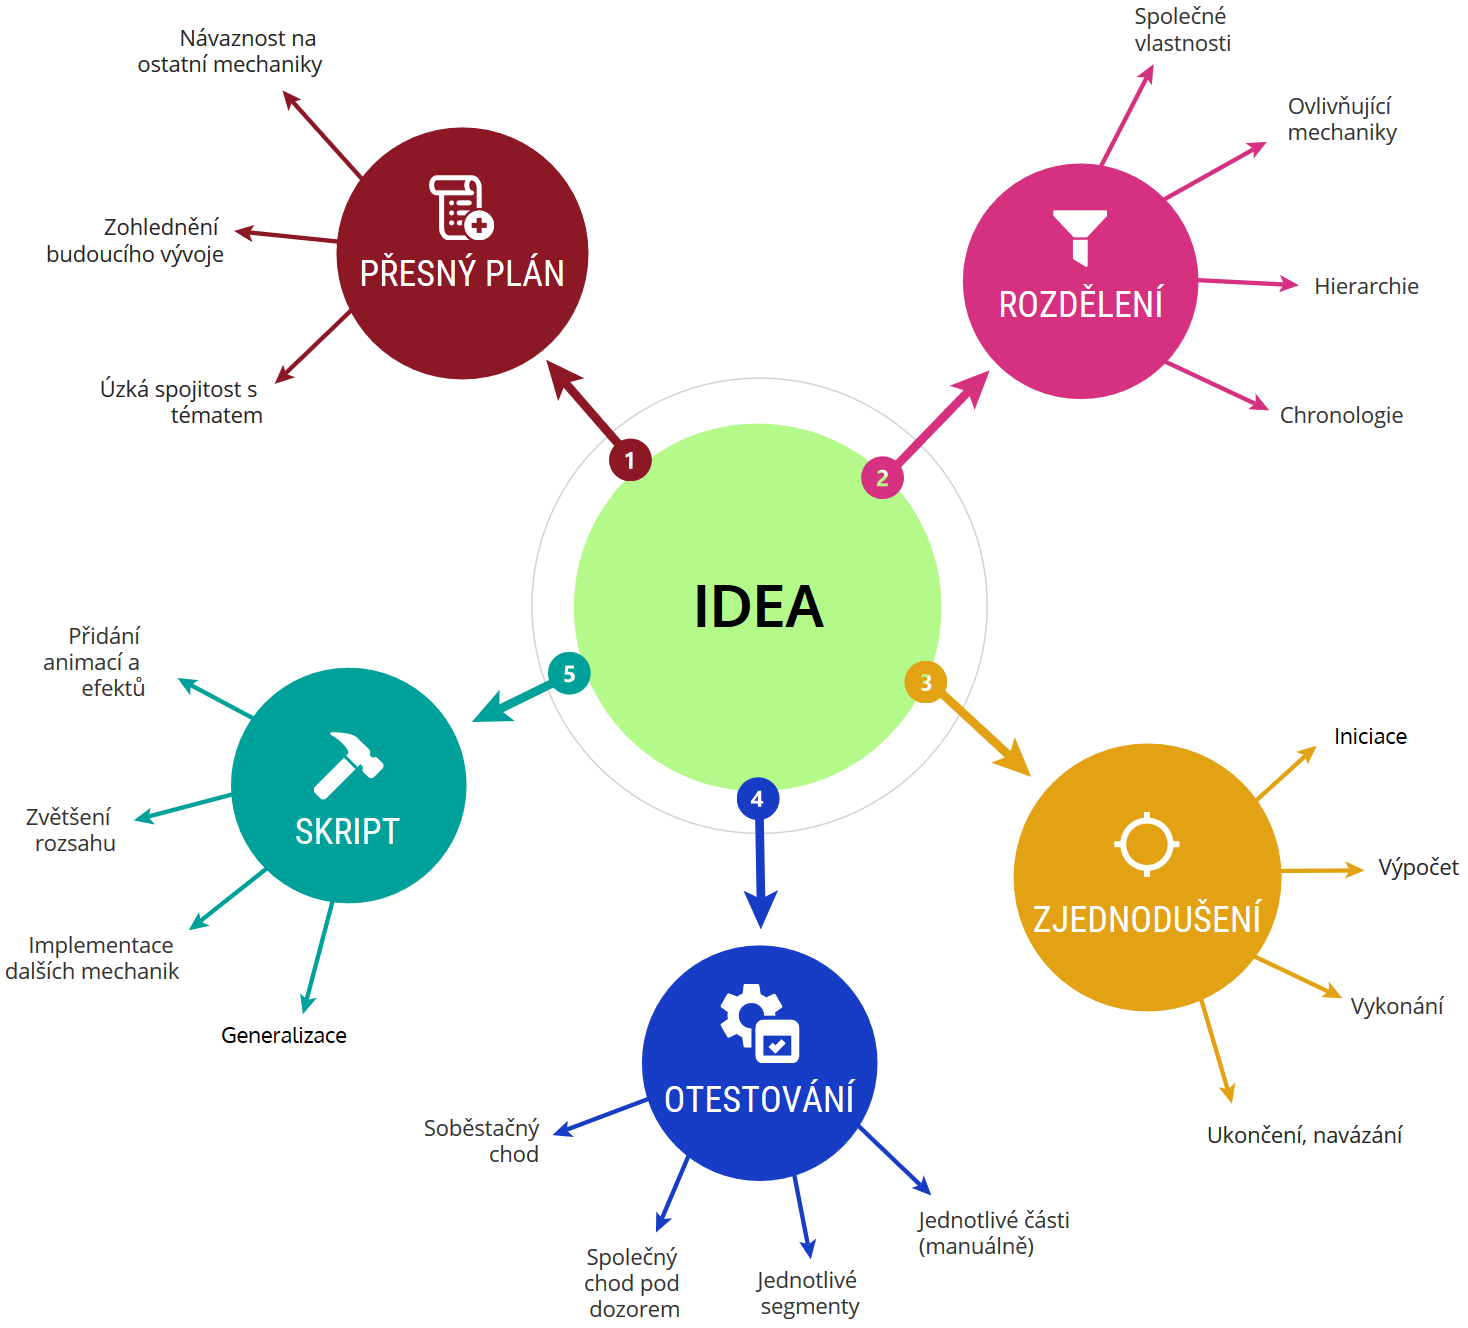 IDEA
1
PŘESNÝ PLÁN
Návaznost na
ostatní mechaniky
Zohlednění
budoucího vývoje
Úzká spojitost s
tématem
2
ROZDĚLENÍ
Společné
vlastnosti
Ovlivňující
mechaniky
Hierarchie
Chronologie
3
ZJEDNODUŠENÍ
Iniciace
Výpočet
Vykonání
Ukončení, navázání
4
OTESTOVÁNÍ
Jednotlivé části
(manuálně)
Jednotlivé
segmenty
Společný
chod pod
dozorem
Soběstačný
chod
5
SKRIPT
Přidání
animací a
efektů
Zvětšení
rozsahu
Implementace
dalších mechanik
Generalizace